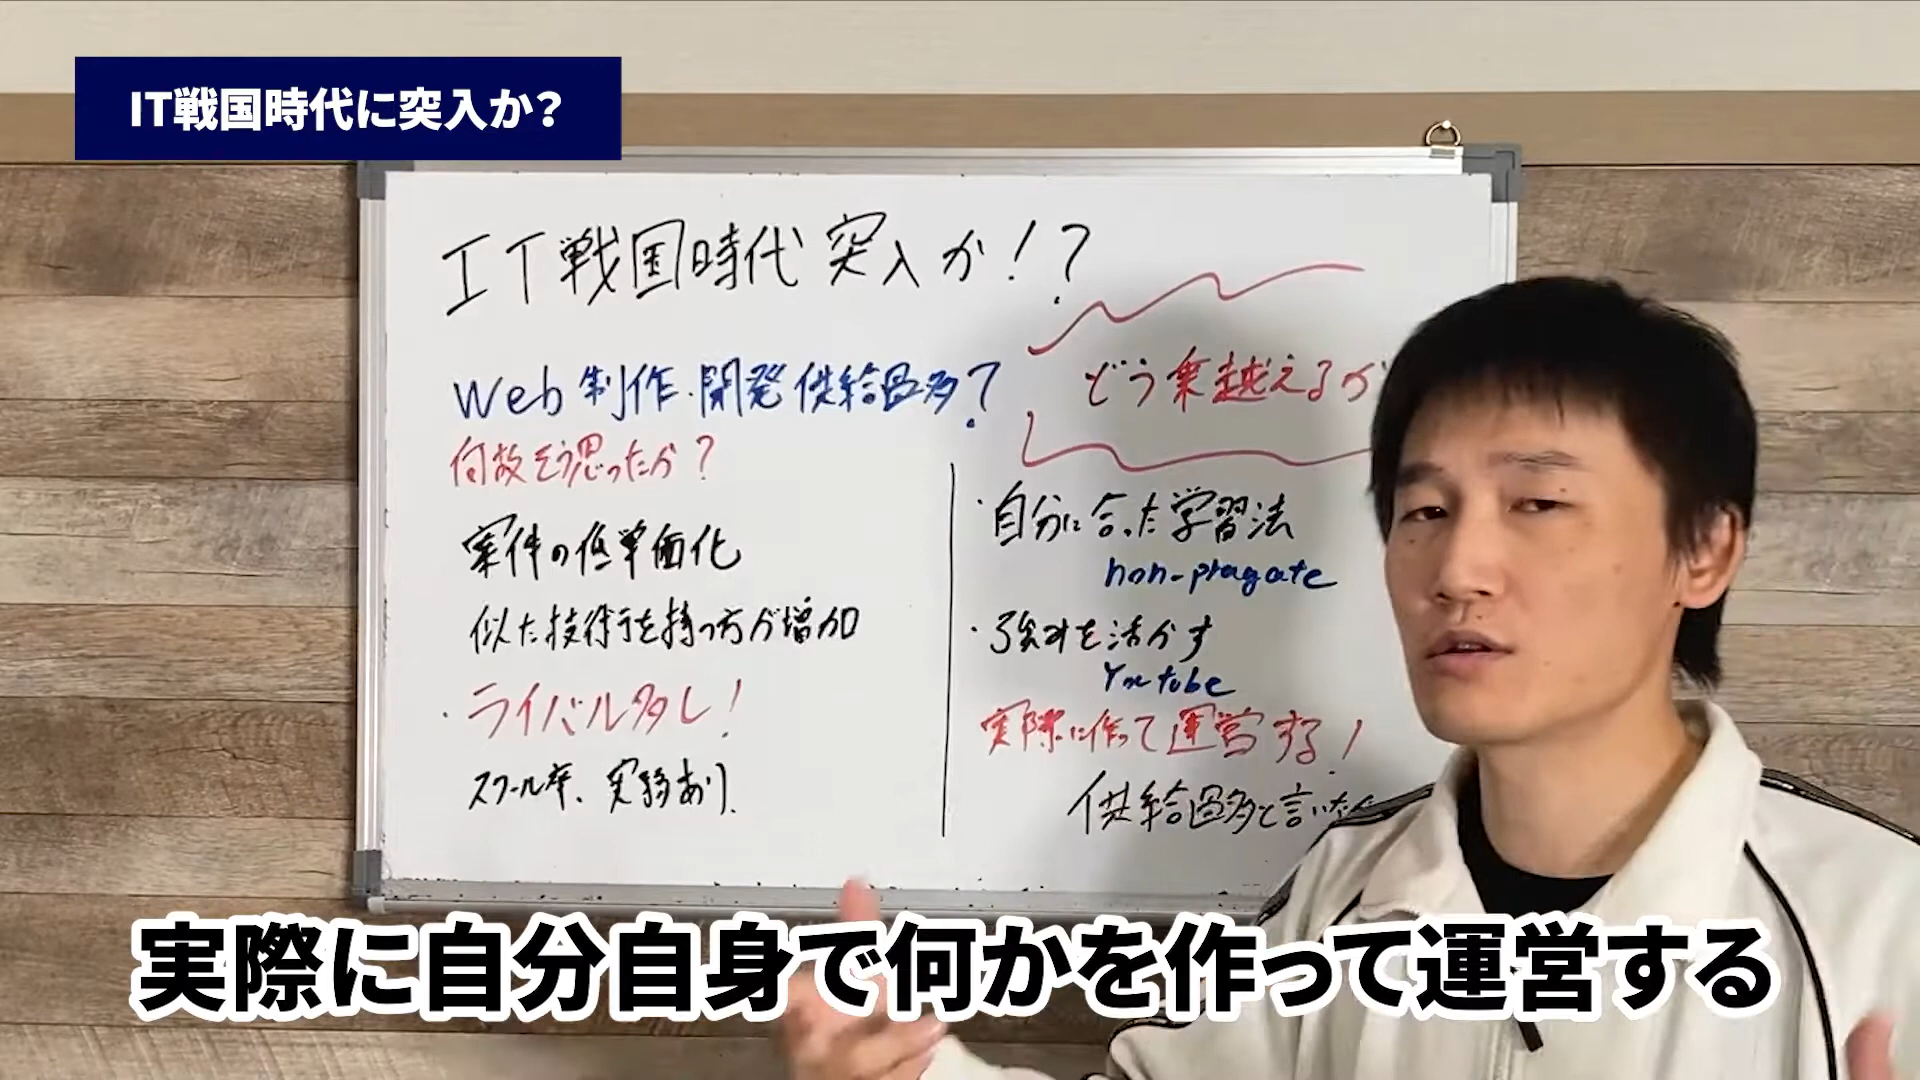 IT戦国時代に突入か?
IT戦国時代突入か!?
Web制作・開発供給過多?
何故そう思ったか?
案件の低単価化
似た技術を持つ方が増加
・ライバル多し!
スクール卒、実務あり、
どう乗越えるか
・自分に合った学習法
non-pragate
・強みを活かす
Youtube
実際に作って運営する!
供給過多と言いたい
実際に自分自身で何かを作って運営する